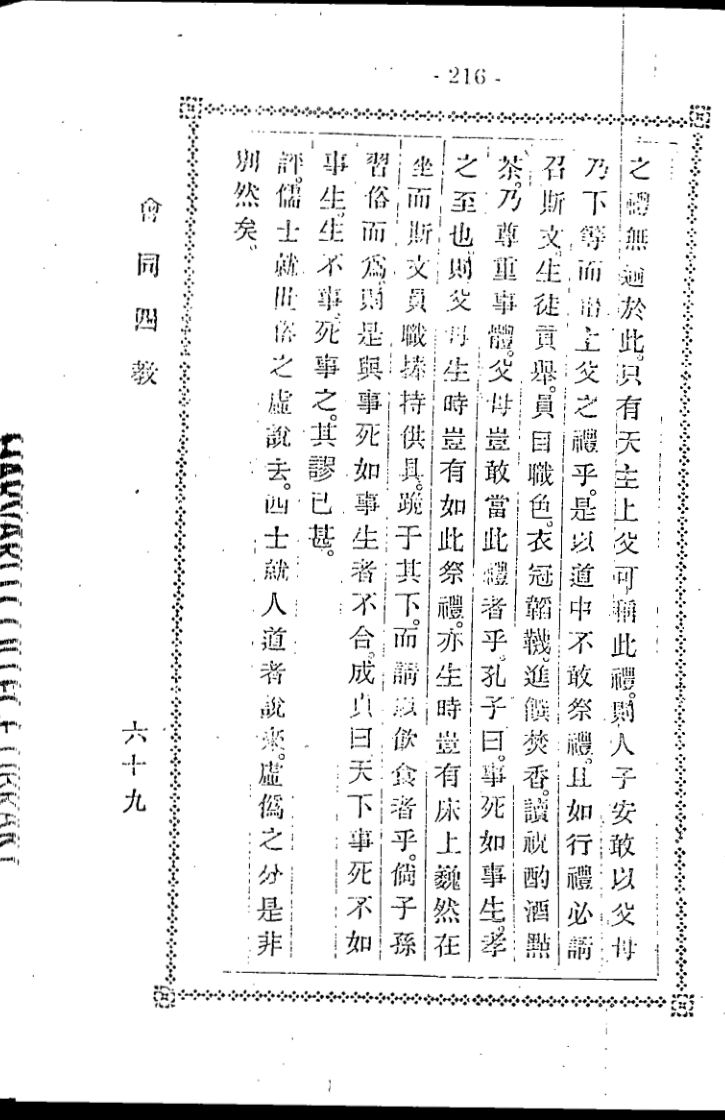 - 216 -
之禮無過於此。只有天主上父可稱此禮。則人子安敢以父母
乃下等而冒上父之禮乎。是以道中不敢祭禮。且如行禮必請
召斯文。生徒貢舉。員目職色。衣冠韜韈。進饌焚香。讀祝酌酒點
茶。乃尊重事體。父母豈敢當此禮者乎。孔子曰。事死如事生。孝
之至也。則父母生時豈有如此祭禮。亦生時豈有床上巍然在
坐而斯文員職捧持供具。跪于其下。而請以飲食者乎。倘子孫
習俗而爲。則是與事死如事生者不合。成貞曰天下事死不如
事生。生不事。死事之。其謬已甚。
評。儒士就世俗之虛說去。西士就人道者說來。虛僞之分是非
別然矣。
會同四教
六十九